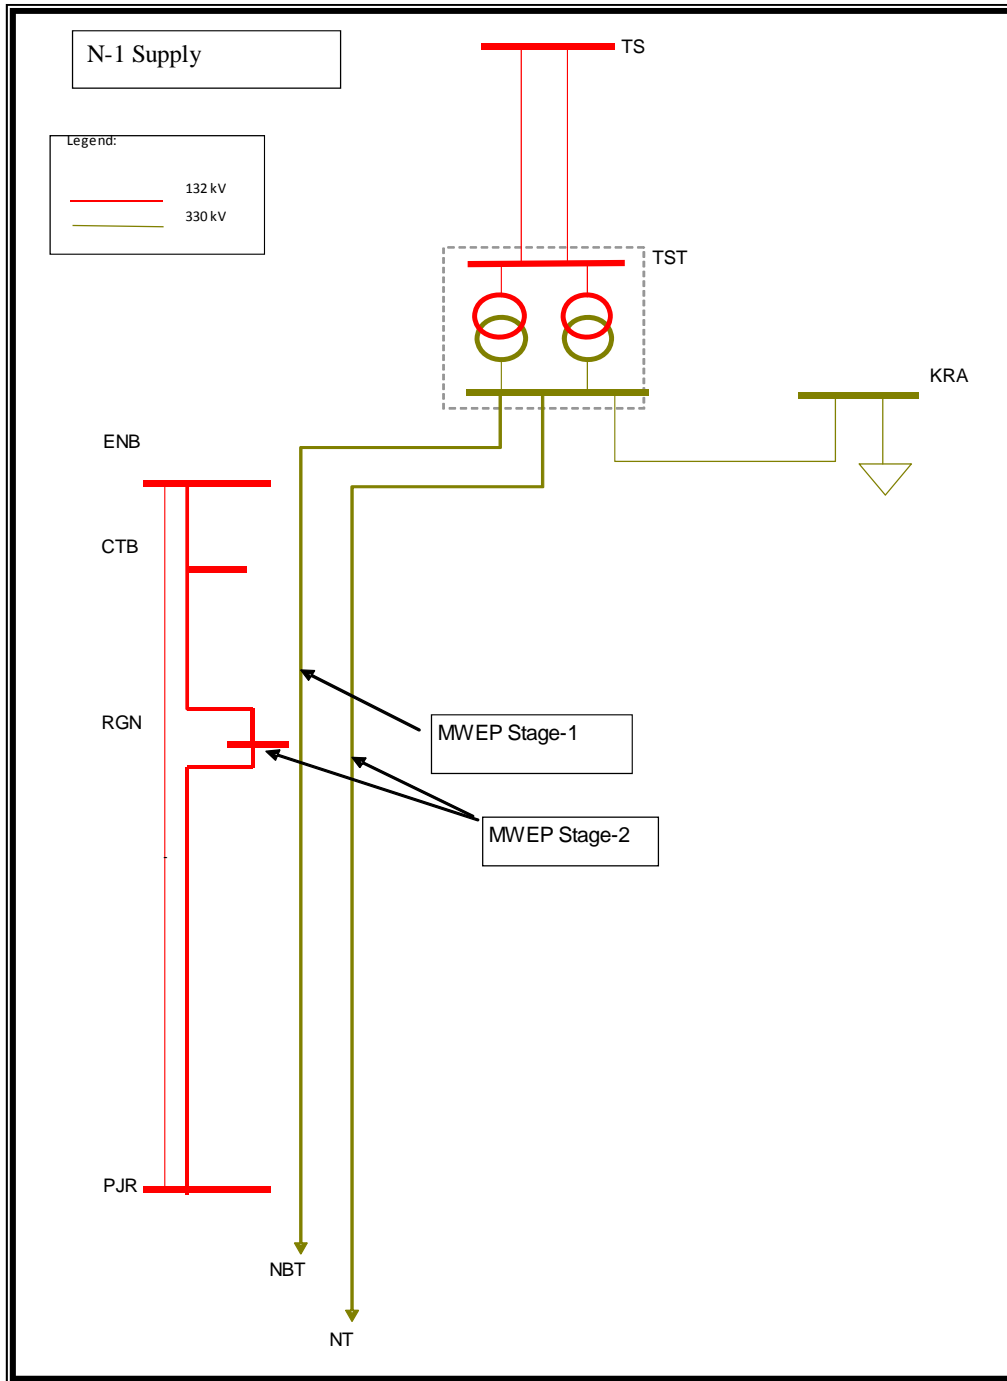 N-1 Supply
TS
Legend:
132 kV
330 kV
TST
KRA
ENB
CTB
RGN
MWEP Stage-1
MWEP Stage-2
PJR
NBT
NT